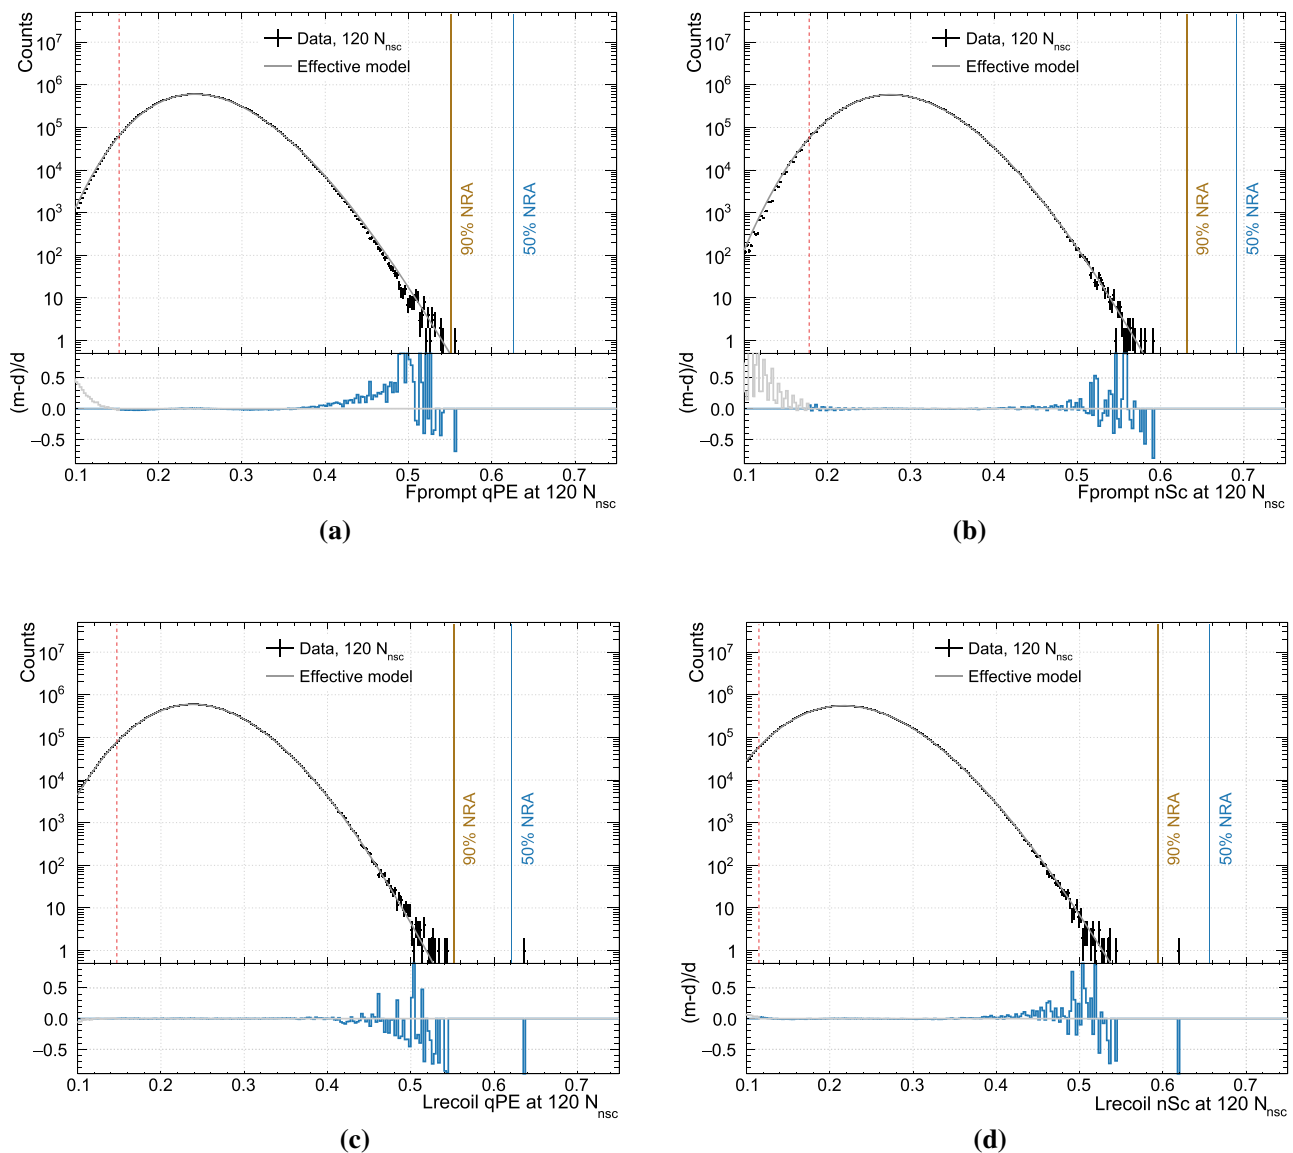 Counts
10^7
10^6
10^5
10^4
10^3
10^2
10
1
Data, 120 N_nsc
Effective model
90% NRA
50% NRA
(m-d)/d
0.5
0.0
−0.5
0.1 0.2 0.3 0.4 0.5 0.6 0.7
Fprompt qPE at 120 N_nsc
(a)
Counts
10^7
10^6
10^5
10^4
10^3
10^2
10
1
Data, 120 N_nsc
Effective model
90% NRA
50% NRA
(m-d)/d
0.5
0.0
−0.5
0.1 0.2 0.3 0.4 0.5 0.6 0.7
Fprompt nSc at 120 N_nsc
(b)
Counts
10^7
10^6
10^5
10^4
10^3
10^2
10
1
Data, 120 N_nsc
Effective model
90% NRA
50% NRA
0.5
0.0
−0.5
0.1 0.2 0.3 0.4 0.5 0.6 0.7
Lrecoil qPE at 120 N_nsc
(c)
Counts
10^7
10^6
10^5
10^4
10^3
10^2
10
1
Data, 120 N_nsc
Effective model
90% NRA
50% NRA
(m-d)/d
0.5
0.0
−0.5
0.1 0.2 0.3 0.4 0.5 0.6 0.7
Lrecoil nSc at 120 N_nsc
(d)